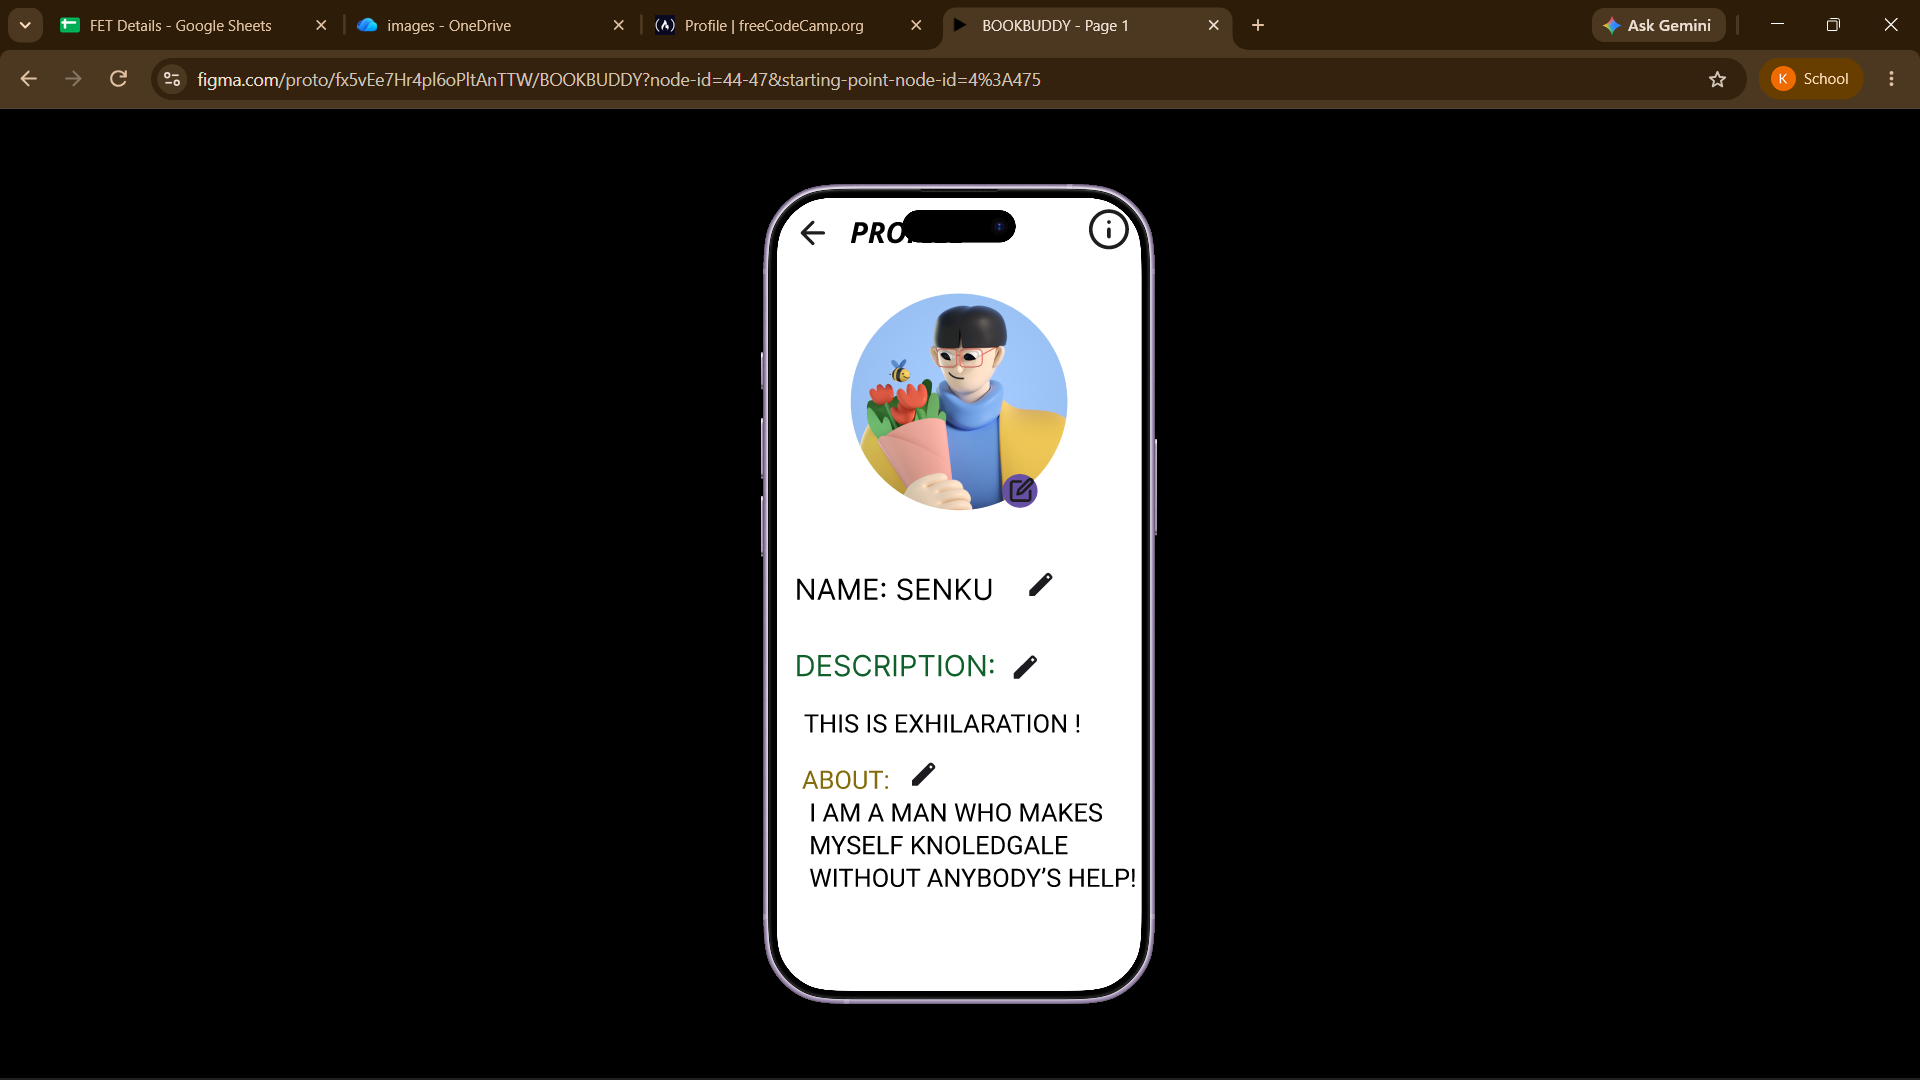 FET Details - Google Sheets
images - OneDrive
Profile | freeCodeCamp.org
BOOKBUDDY - Page 1
Ask Gemini
figma.com/proto/fx5vEe7Hr4pl6oPltAnTTW/BOOKBUDDY?node-id=44-47&starting-point-node-id=4%3A475
K School
NAME: SENKU
DESCRIPTION:
THIS IS EXHILARATION !
ABOUT:
I AM A MAN WHO MAKES
MYSELF KNOLEDGALE
WITHOUT ANYBODY’S HELP!